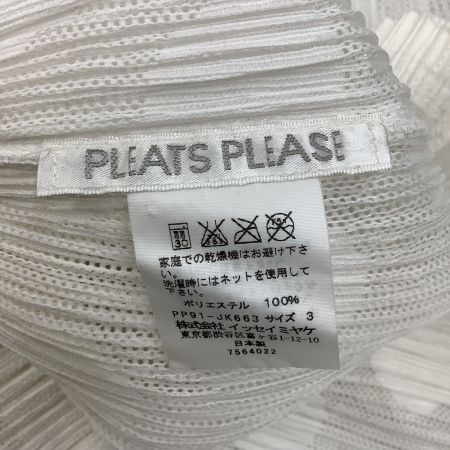 PLEATS PLEASE
30
家庭での乾燥機はお避け下さ
い。
洗濯時にはネットを使用して
下さい。
ポリエステル 100%
PP91-JK663 サイズ 3
株式会社 イッセイミヤケ
東京都渋谷区富ヶ谷1-12-10
日本製
7564022